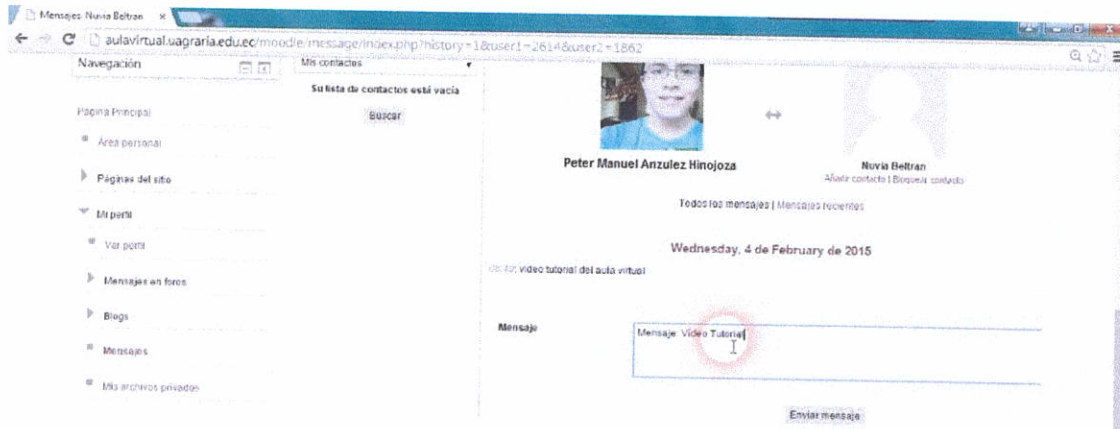 Mensajes: Nuvia Beltran
aulavirtual.uagraria.edu.ec/moodle/message/index.php?history=1&user1=2614&user2=1862
Navegación
Página Principal
Área personal
Páginas del sitio
Mi perfil
Ver perfil
Mensajes en foros
Blogs
Mensajes
Mis archivos privados
Mis contactos
Su lista de contactos está vacía
Buscar
Peter Manuel Anzulez Hinojoza
Nuvia Beltran
Añadir contacto | Bloquear contacto
Todos los mensajes | Mensajes recientes
Wednesday, 4 de February de 2015
video tutorial del aula virtual
Mensaje
Mensaje Video Tutorial
Enviar mensaje